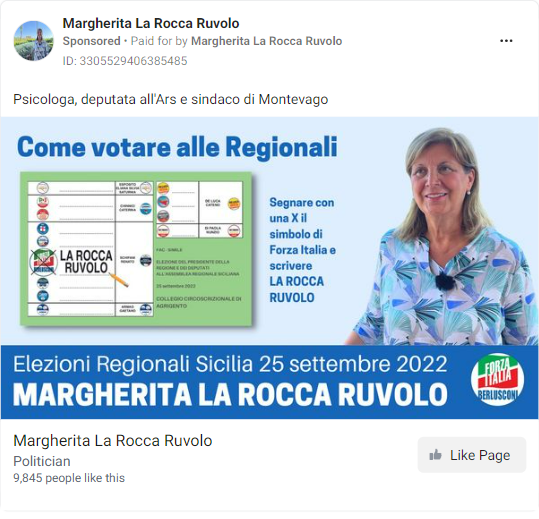 Margherita La Rocca Ruvolo
Sponsored • Paid for by Margherita La Rocca Ruvolo
ID: 3305529406385485
Psicologa, deputata all'Ars e sindaco di Montevago
Come votare alle Regionali
ESPOSITO
ELIANA SILVIA
SATURNINA
CHINNICI
CATERINA
LA ROCCA
RUVOLO
SCHIFANI
RENATO
ARMAO
GAETANO
DE LUCA
CATENO
DI PAOLA
NUNZIO
FAC - SIMILE
ELEZIONI DEL PRESIDENTE DELLA
REGIONE E DEI DEPUTATI
ALL'ASSEMBLEA REGIONALE SICILIANA
25 settembre 2022
COLLEGIO CIRCOSCRIZIONALE DI
AGRIGENTO
Segnare con
una X il
simbolo di
Forza Italia e
scrivere
LA ROCCA
RUVOLO
Elezioni Regionali Sicilia 25 settembre 2022
MARGHERITA LA ROCCA RUVOLO
FORZA
ITALIA
BERLUSCONI
Margherita La Rocca Ruvolo
Politician
9,845 people like this
Like Page